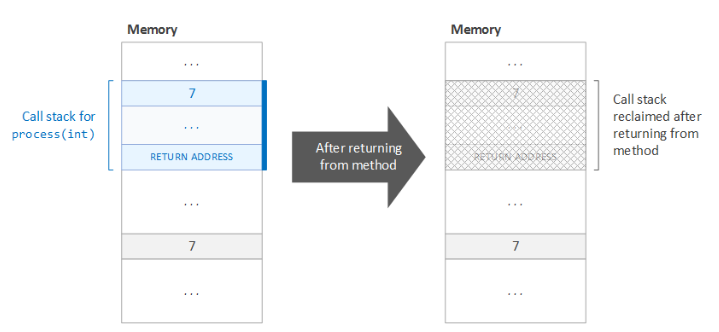 Memory
...
7
...
RETURN ADDRESS
...
7
...
Call stack for
process(int)
After returning
from method
Memory
...
7
...
RETURN ADDRESS
...
7
...
Call stack
reclaimed after
returning from
method